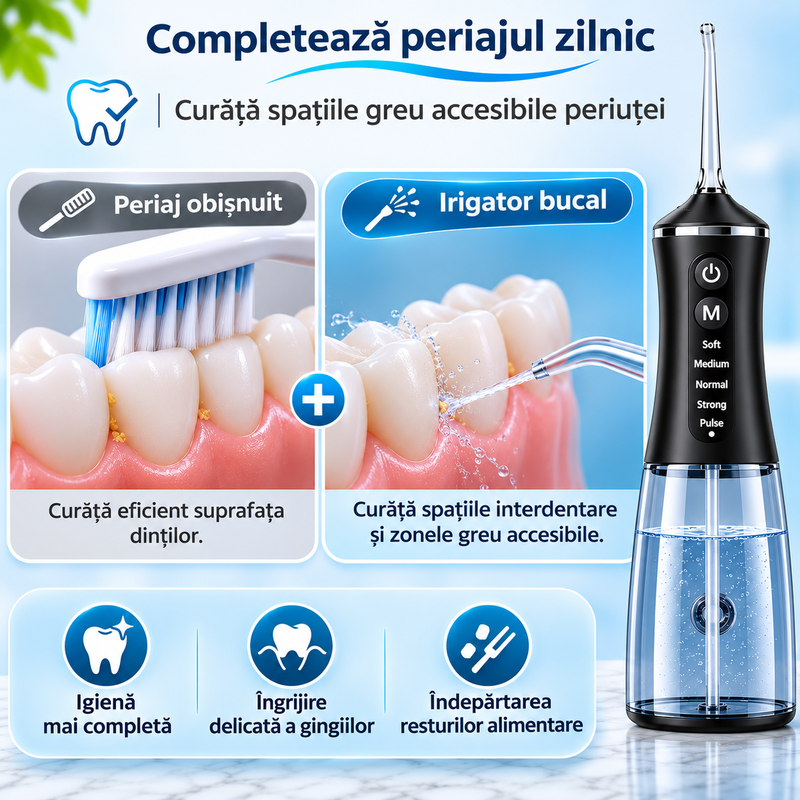 Completează periajul zilnic
Curăță spațiile greu accesibile periuței
Periaj obișnuit
Irigator bucal
Curăță eficient suprafața
dinților.
Curăță spațiile interdentare
și zonele greu accesibile.
M
Soft
Medium
Normal
Strong
Pulse
Igienă
mai completă
Îngrijire
delicată a gingiilor
Îndepărtarea
resturilor alimentare